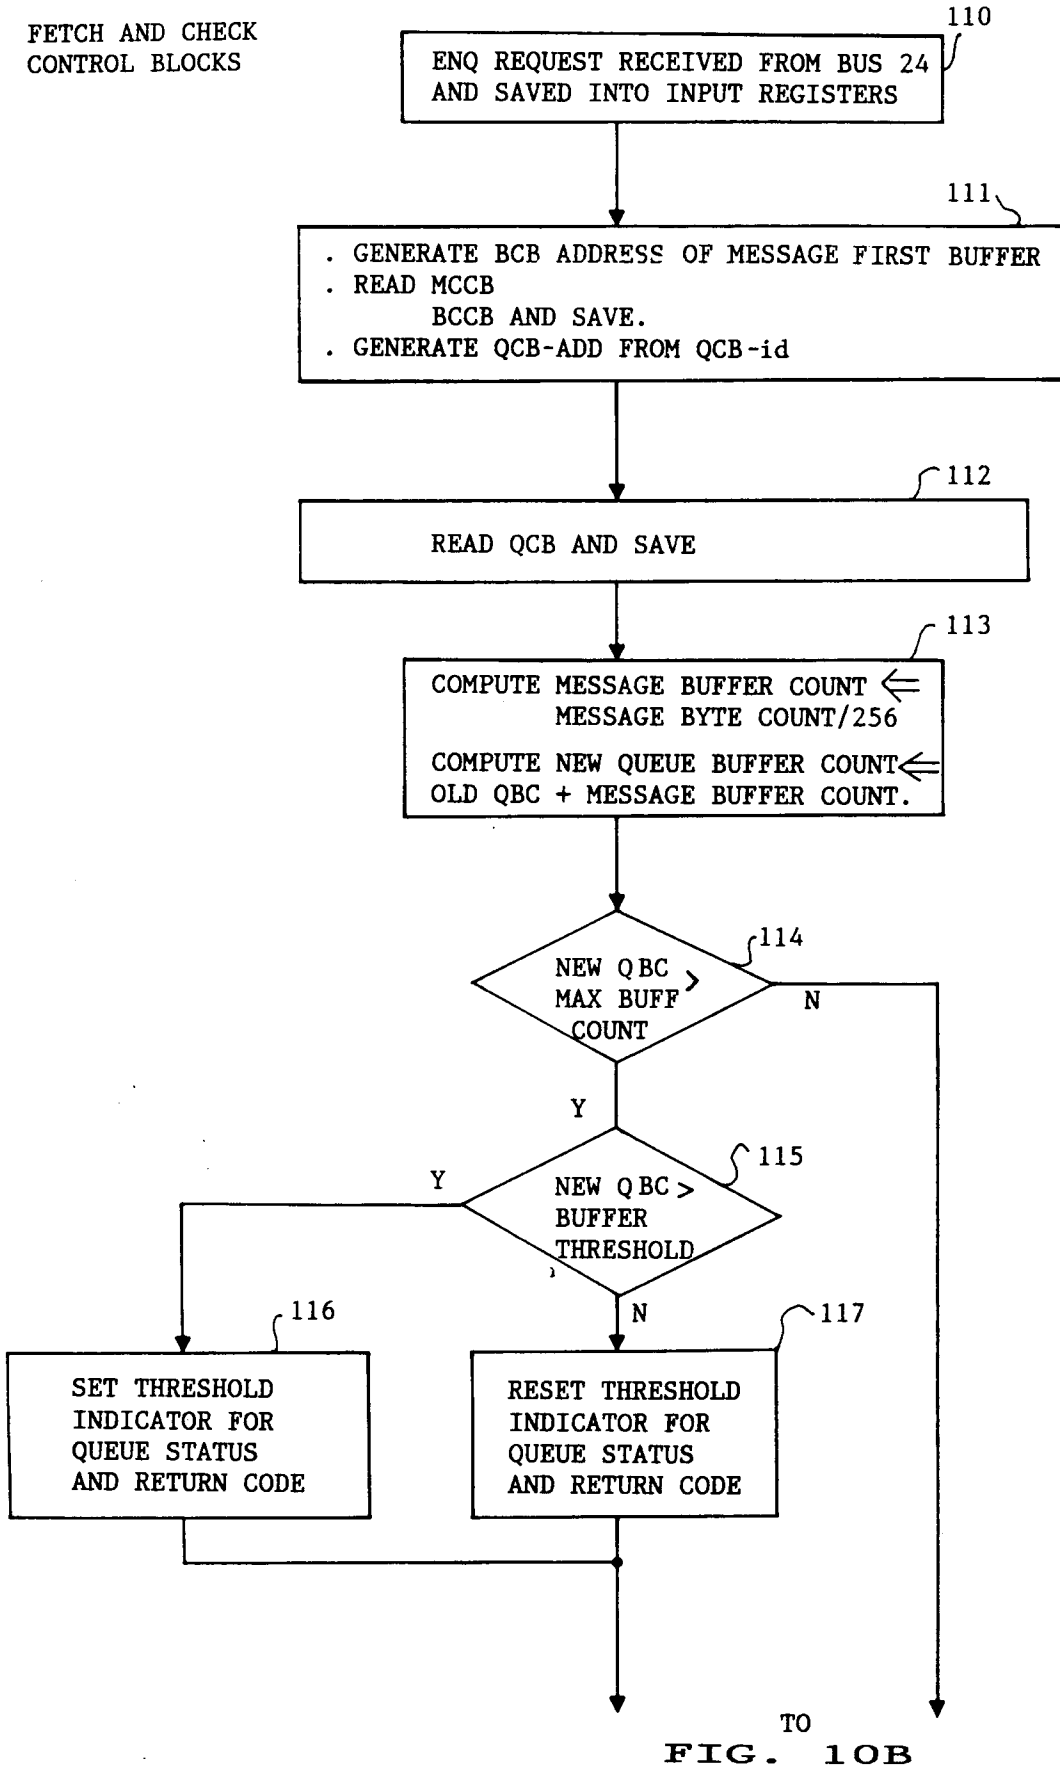 FETCH AND CHECK
CONTROL BLOCKS
110
ENQ REQUEST RECEIVED FROM BUS 24
AND SAVED INTO INPUT REGISTERS
111
. GENERATE BCB ADDRESS OF MESSAGE FIRST BUFFER
. READ MCCB
BCCB AND SAVE.
. GENERATE QCB-ADD FROM QCB-id
112
READ QCB AND SAVE
113
COMPUTE MESSAGE BUFFER COUNT ⇐
MESSAGE BYTE COUNT/256
COMPUTE NEW QUEUE BUFFER COUNT ⇐
OLD QBC + MESSAGE BUFFER COUNT.
114
NEW QBC >
MAX BUFF
COUNT
N
Y
115
NEW QBC >
BUFFER
THRESHOLD
Y
N
116
SET THRESHOLD
INDICATOR FOR
QUEUE STATUS
AND RETURN CODE
117
RESET THRESHOLD
INDICATOR FOR
QUEUE STATUS
AND RETURN CODE
TO
FIG. 10B